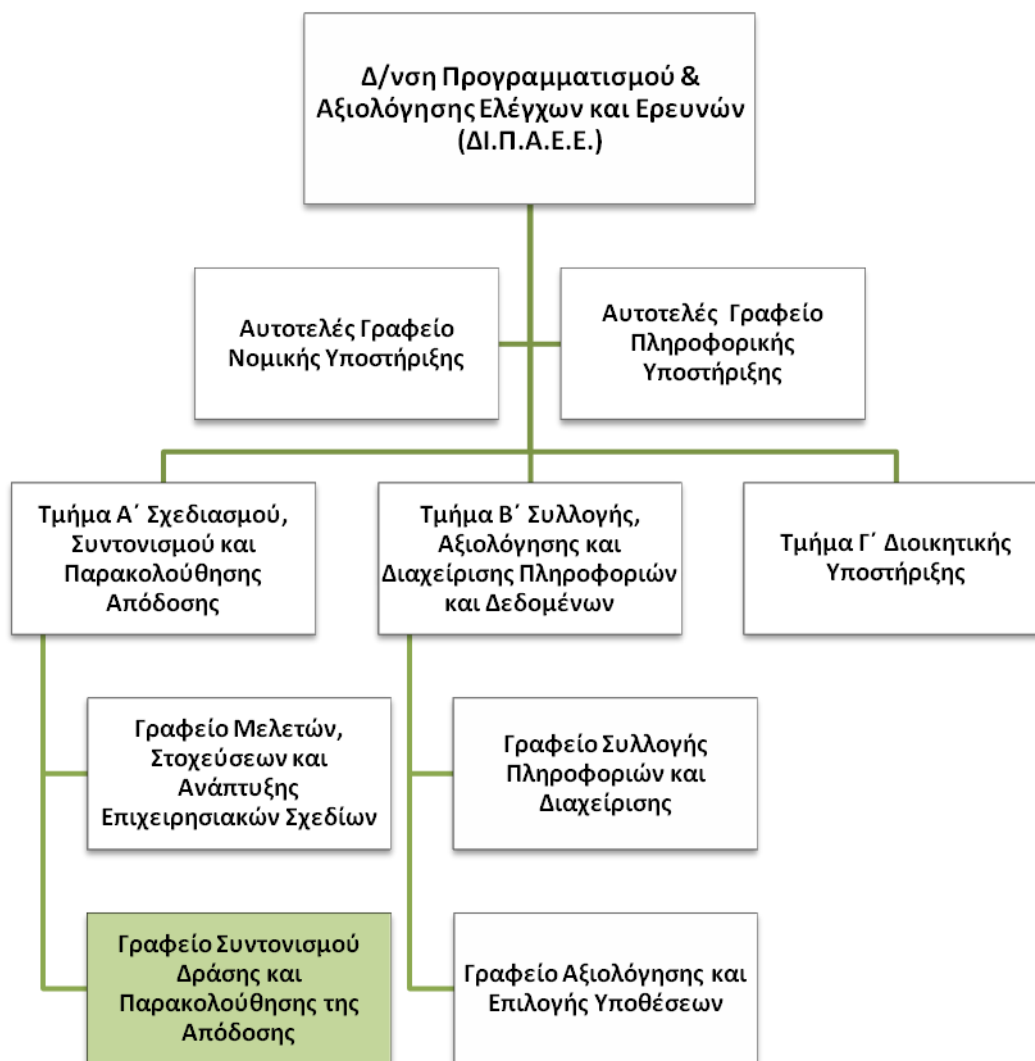 Δ/νση Προγραμματισμού &
Αξιολόγησης Ελέγχων και Ερευνών
(ΔΙ.Π.Α.Ε.Ε.)
Αυτοτελές Γραφείο
Νομικής Υποστήριξης
Αυτοτελές Γραφείο
Πληροφορικής
Υποστήριξης
Τμήμα Α΄ Σχεδιασμού,
Συντονισμού και
Παρακολούθησης
Απόδοσης
Τμήμα Β΄ Συλλογής,
Αξιολόγησης και
Διαχείρισης Πληροφοριών
και Δεδομένων
Τμήμα Γ΄ Διοικητικής
Υποστήριξης
Γραφείο Μελετών,
Στοχεύσεων και
Ανάπτυξης
Επιχειρησιακών Σχεδίων
Γραφείο Συλλογής
Πληροφοριών και
Διαχείρισης
Γραφείο Συντονισμού
Δράσης και
Παρακολούθησης της
Απόδοσης
Γραφείο Αξιολόγησης και
Επιλογής Υποθέσεων